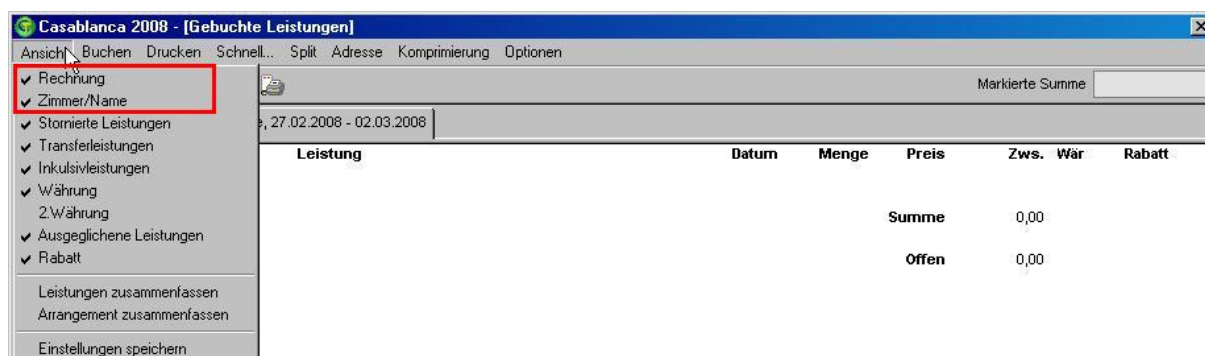 Casablanca 2008 - [Gebuchte Leistungen]
Ansicht Buchen Drucken Schnell... Split Adresse Komprimierung Optionen
Rechnung
Zimmer/Name
Stornierte Leistungen
Transferleistungen
Inkulsivleistungen
Währung
2.Währung
Ausgeglichene Leistungen
Rabatt
Leistungen zusammenfassen
Arrangement zusammenfassen
Einstellungen speichern
Markierte Summe
, 27.02.2008 - 02.03.2008
Leistung Datum Menge Preis Zws. Wär Rabatt
Summe 0,00
Offen 0,00